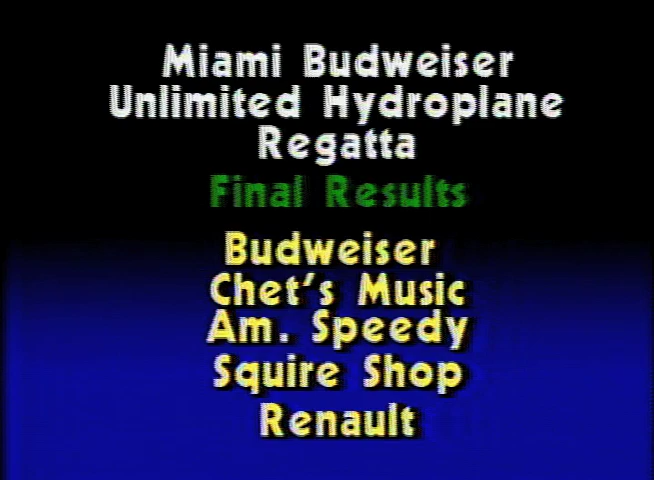 Miami Budweiser
Unlimited Hydroplane
Regatta
Final Results
Budweiser
Chet's Music
Am. Speedy
Squire Shop
Renault